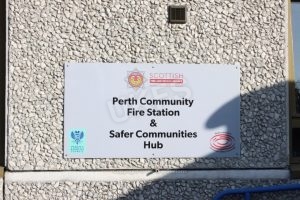 SCOTTISH
Perth Community
Fire Station
&
Safer Communities
Hub